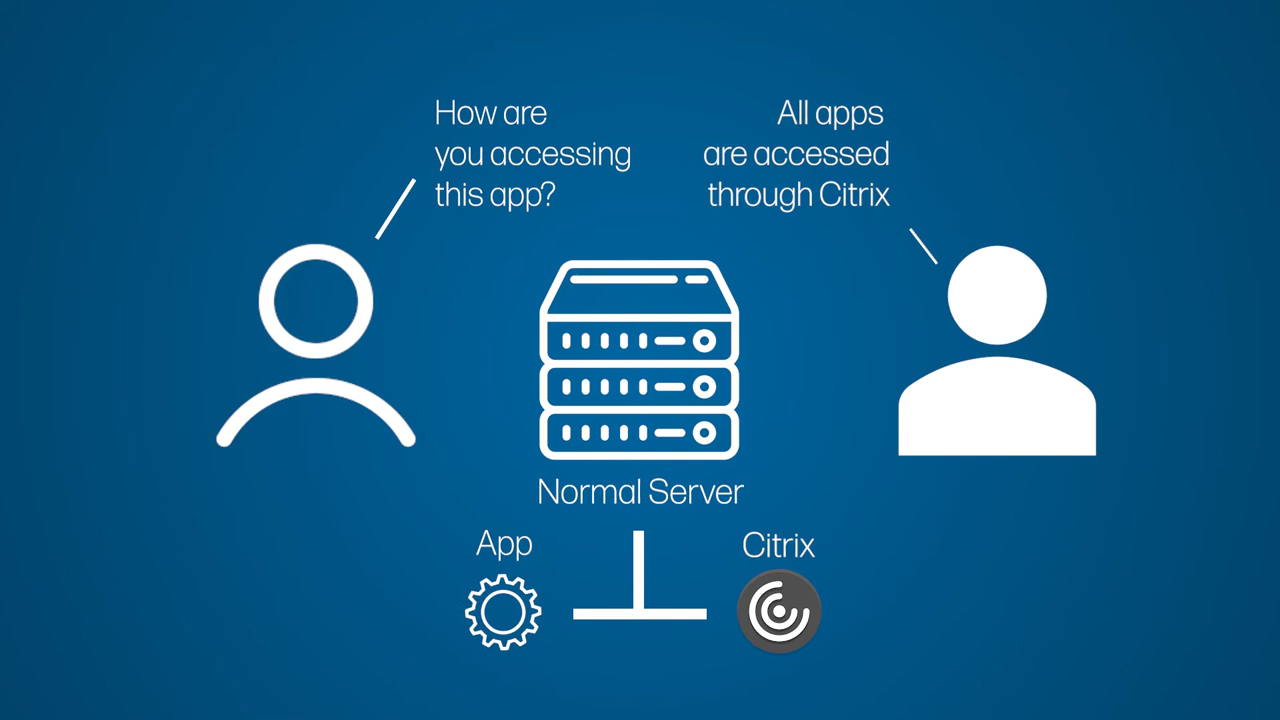 How are
you accessing
this app?
All apps
are accessed
through Citrix
Normal Server
App
Citrix